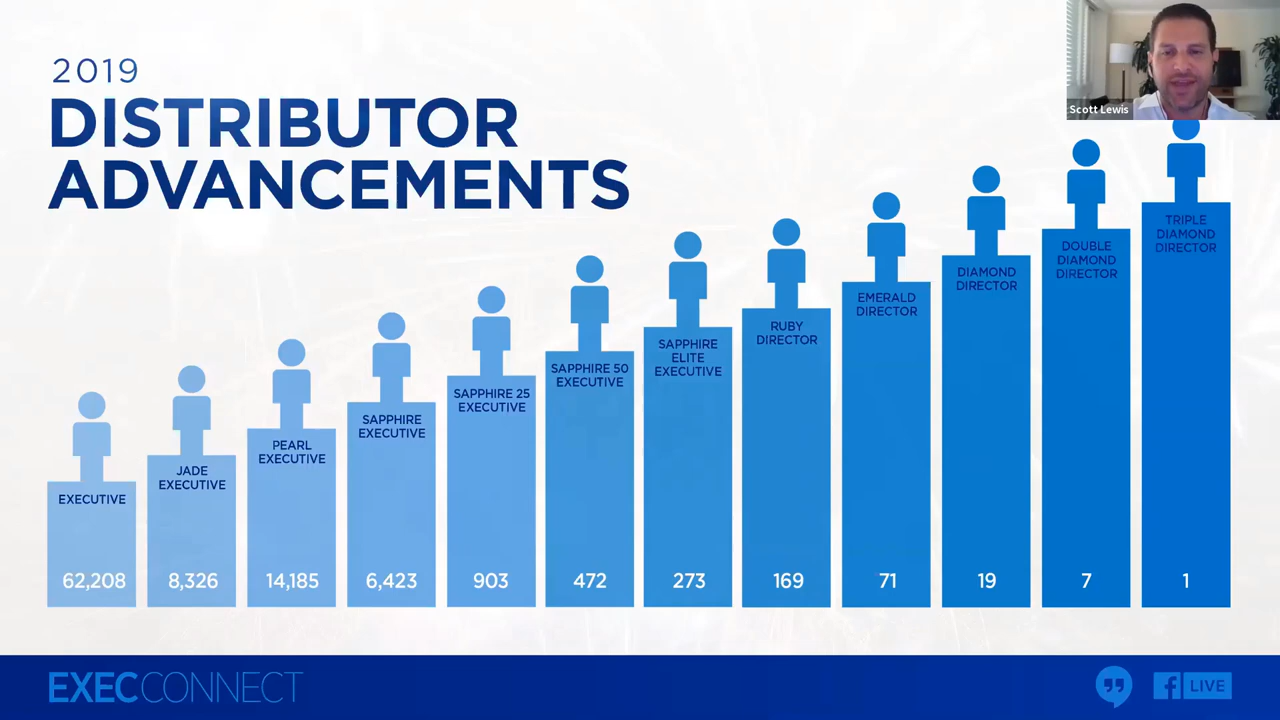 2019
DISTRIBUTOR
ADVANCEMENTS
Scott Lewis
EXECUTIVE
62,208
JADE
EXECUTIVE
8,326
PEARL
EXECUTIVE
14,185
SAPPHIRE
EXECUTIVE
6,423
SAPPHIRE 25
EXECUTIVE
903
SAPPHIRE 50
EXECUTIVE
472
SAPPHIRE
ELITE
EXECUTIVE
273
RUBY
DIRECTOR
169
EMERALD
DIRECTOR
71
DIAMOND
DIRECTOR
19
DOUBLE
DIAMOND
DIRECTOR
7
TRIPLE
DIAMOND
DIRECTOR
1
EXECCONNECT
f LIVE